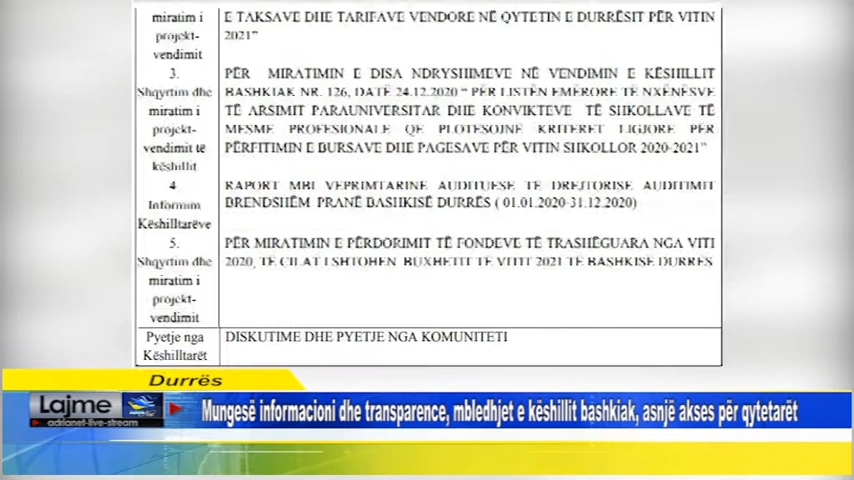 miratim i
projekt-
vendimit
E TAKSAVE DHE TARIFAVE VENDORE NË QYTETIN E DURRËSIT PËR VITIN
2021"
3.
Shqyrtim dhe
miratim i
projekt-
vendimit të
këshillit
PËR MIRATIMIN E DISA NDRYSHIMEVE NË VENDIMIN E KËSHILLIT
BASHKIAK NR. 126, DATË 24.12.2020 " PËR LISTËN EMËRORE TË NXËNËSVE
TË ARSIMIT PARAUNIVERSITAR DHE KONVIKTEVE TË SHKOLLAVE TË
MESME PROFESIONALE QË PLOTËSOJNË KRITERET LIGJORE PËR
PËRFITIMIN E BURSAVE DHE PAGESAVE PËR VITIN SHKOLLOR 2020-2021"
4.
Informim
Këshilltarëve
RAPORT MBI VEPRIMTARINË AUDITUESE TË DREJTORISË AUDITIMIT
BRENDSHËM PRANË BASHKISË DURRËS ( 01.01.2020-31.12.2020)
5.
Shqyrtim dhe
miratim i
projekt-
vendimit
PËR MIRATIMIN E PËRDORIMIT TË FONDEVE TË TRASHËGUARA NGA VITI
2020, TË CILAT I SHTOHEN BUXHETIT TË VITIT 2021 TË BASHKISË DURRËS
Pyetje nga
Këshilltarët
DISKUTIME DHE PYETJE NGA KOMUNITETI
Durrës
Lajme
adrianet-live-stream
Mungesë informacioni dhe transparence, mbledhjet e këshillit bashkiak, asnjë akses për qytetarët